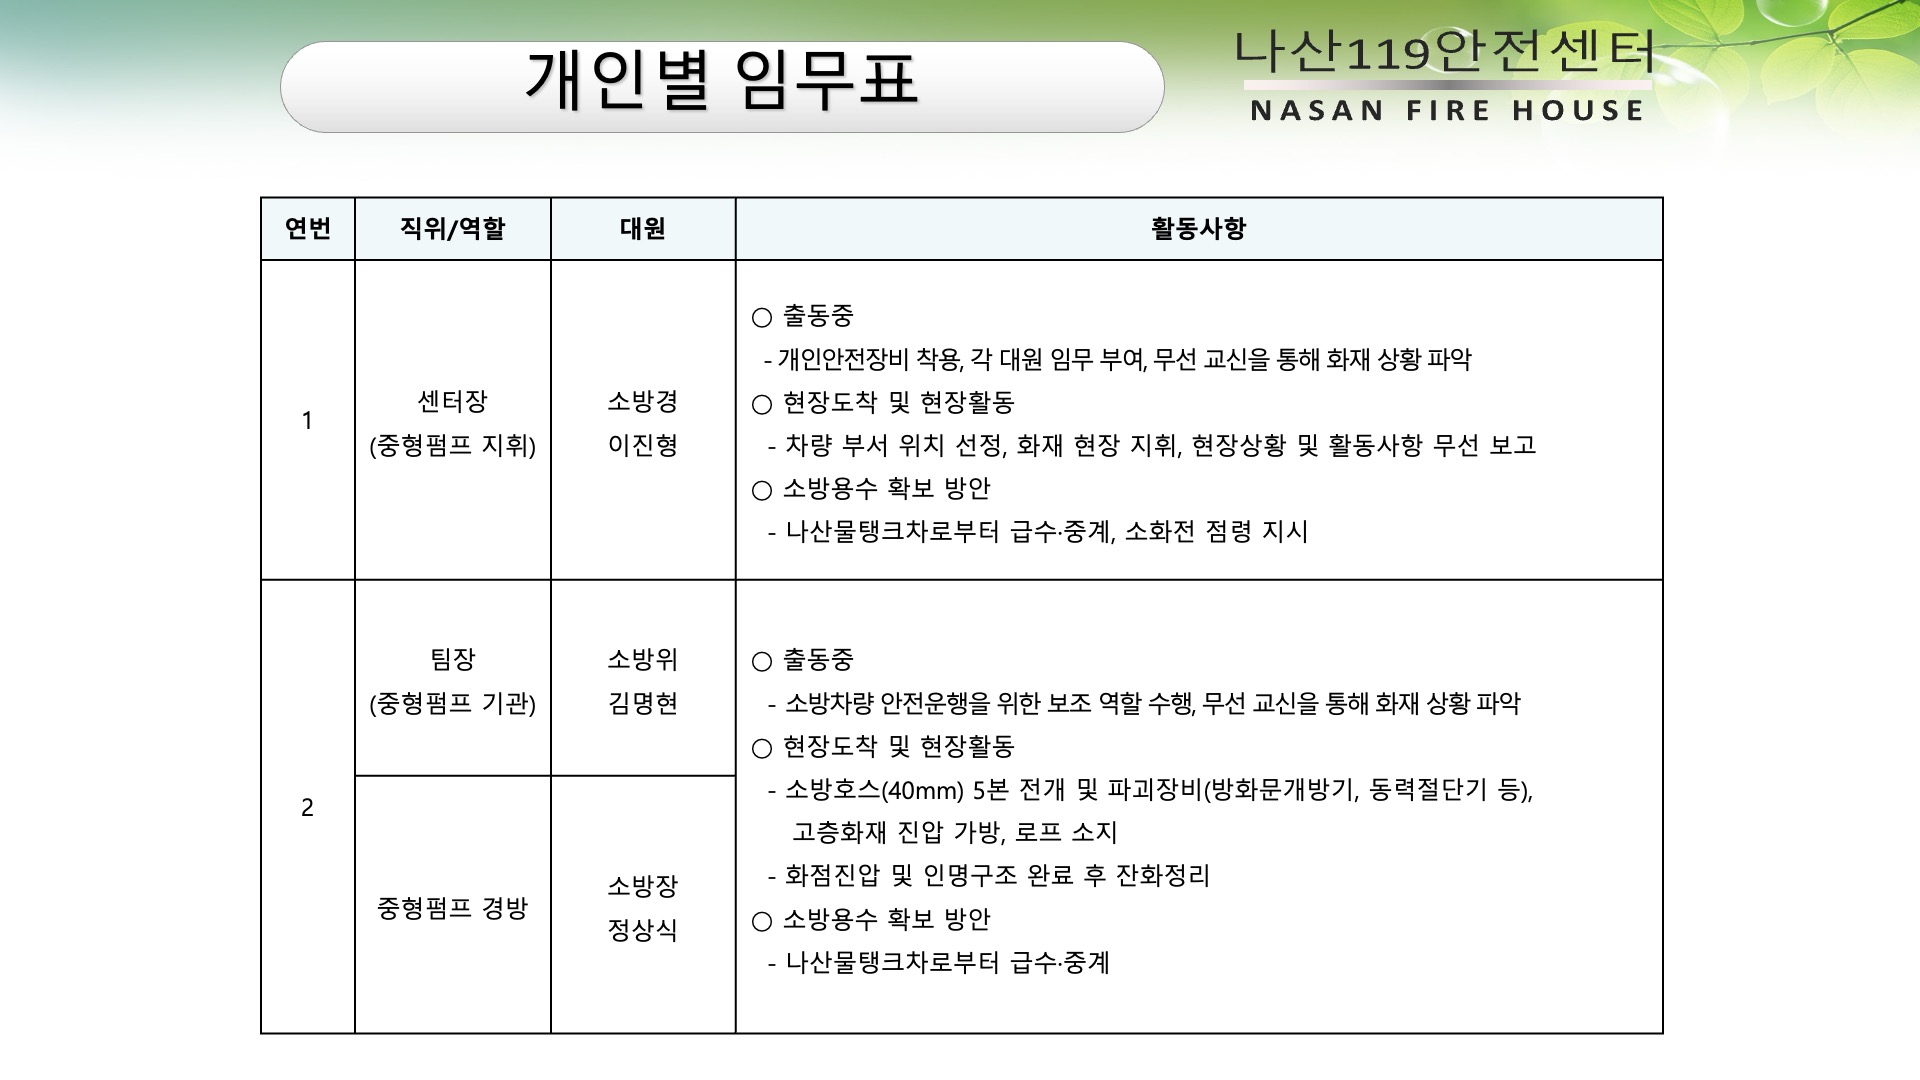 개인별 임무표
나산119안전센터
NASAN FIRE HOUSE
연번 직위/역할 대원 활동사항
1
센터장
(중형펌프 지휘)
소방경
이진형
○ 출동중
- 개인안전장비 착용, 각 대원 임무 부여, 무선 교신을 통해 화재 상황 파악
○ 현장도착 및 현장활동
- 차량 부서 위치 선정, 화재 현장 지휘, 현장상황 및 활동사항 무선 보고
○ 소방용수 확보 방안
- 나산물탱크차로부터 급수·중계, 소화전 점령 지시
2
팀장
(중형펌프 기관)
소방위
김명현
중형펌프 경방
소방장
정상식
○ 출동중
- 소방차량 안전운행을 위한 보조 역할 수행, 무선 교신을 통해 화재 상황 파악
○ 현장도착 및 현장활동
- 소방호스(40mm) 5본 전개 및 파괴장비(방화문개방기, 동력절단기 등),
고층화재 진압 가방, 로프 소지
- 화점진압 및 인명구조 완료 후 잔화정리
○ 소방용수 확보 방안
- 나산물탱크차로부터 급수·중계